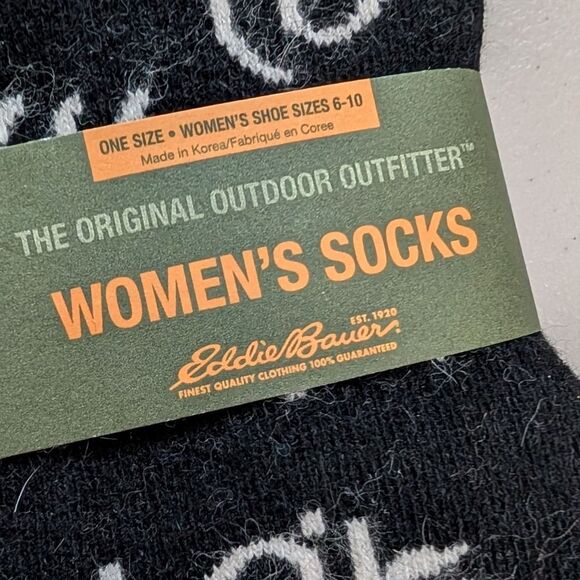 ONE SIZE • WOMEN'S SHOE SIZES 6-10
Made in Korea/Fabriqué en Coree
THE ORIGINAL OUTDOOR OUTFITTER™
WOMEN'S SOCKS
EST. 1920
Eddie Bauer®
FINEST QUALITY CLOTHING 100% GUARANTEED